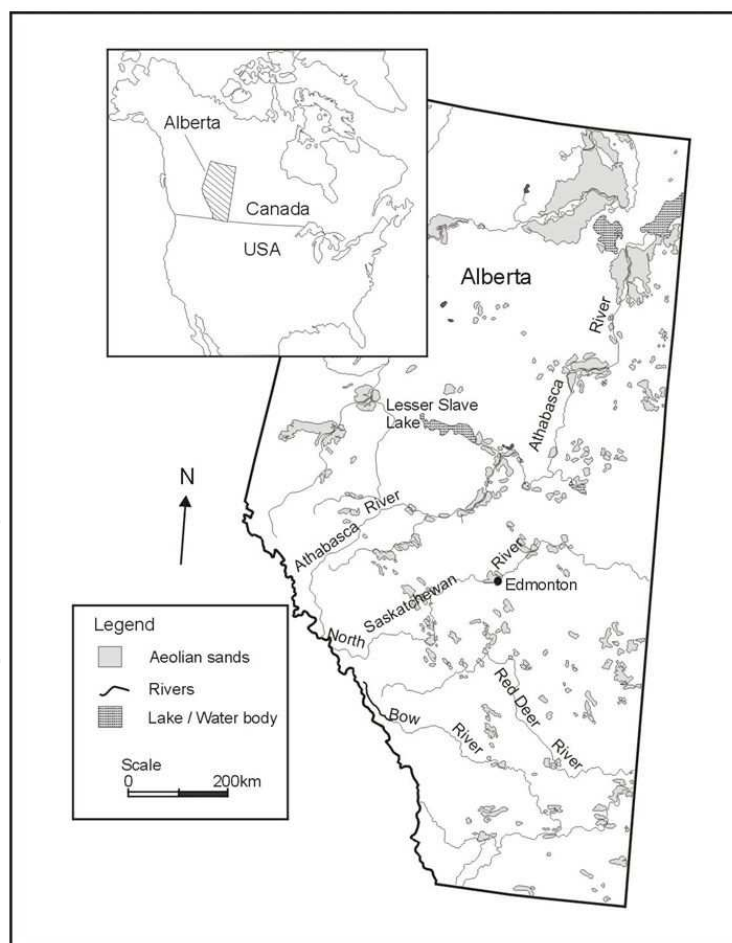 Alberta
Canada
USA
Alberta
River
Athabasca
Lesser Slave
Lake
N
Athabasca River
North Saskatchewan River
Edmonton
Red Deer River
Bow River
Legend
Aeolian sands
Rivers
Lake / Water body
Scale
0 200km